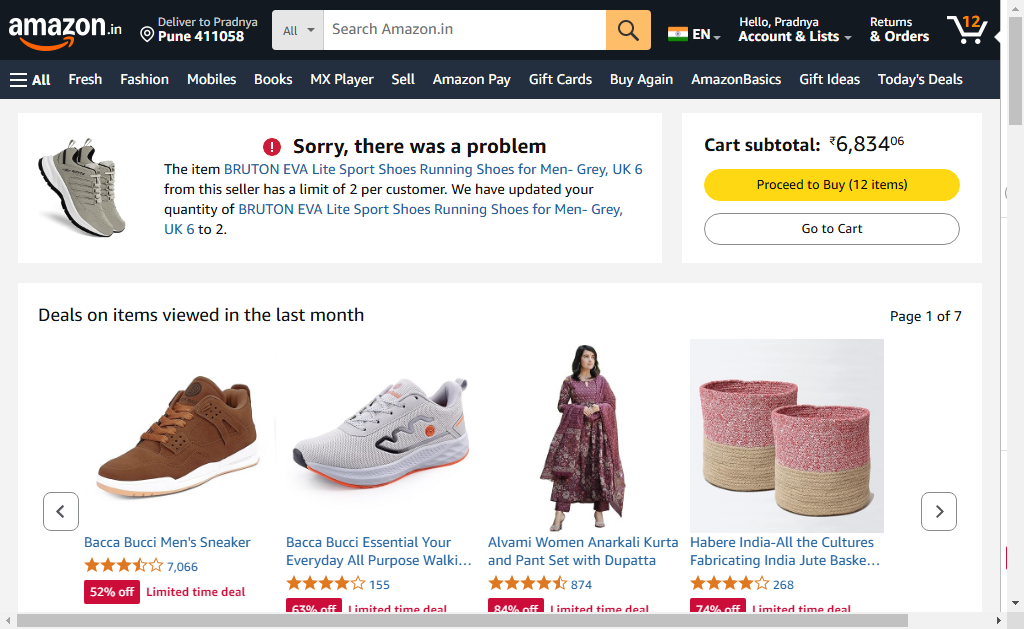 amazon.in
Deliver to Pradnya
Pune 411058
All
Search Amazon.in
EN
Hello, Pradnya
Account & Lists
Returns
& Orders
12
All
Fresh
Fashion
Mobiles
Books
MX Player
Sell
Amazon Pay
Gift Cards
Buy Again
AmazonBasics
Gift Ideas
Today's Deals
Sorry, there was a problem
The item BRUTON EVA Lite Sport Shoes Running Shoes for Men- Grey, UK 6
from this seller has a limit of 2 per customer. We have updated your
quantity of BRUTON EVA Lite Sport Shoes Running Shoes for Men- Grey,
UK 6 to 2.
Cart subtotal: ₹6,83406
Proceed to Buy (12 items)
Go to Cart
Deals on items viewed in the last month
Page 1 of 7
Bacca Bucci Men's Sneaker
7,066
52% off Limited time deal
Bacca Bucci Essential Your
Everyday All Purpose Walki...
155
63% off Limited time deal
Alvami Women Anarkali Kurta
and Pant Set with Dupatta
874
84% off Limited time deal
Habere India-All the Cultures
Fabricating India Jute Baske...
268
74% off Limited time deal